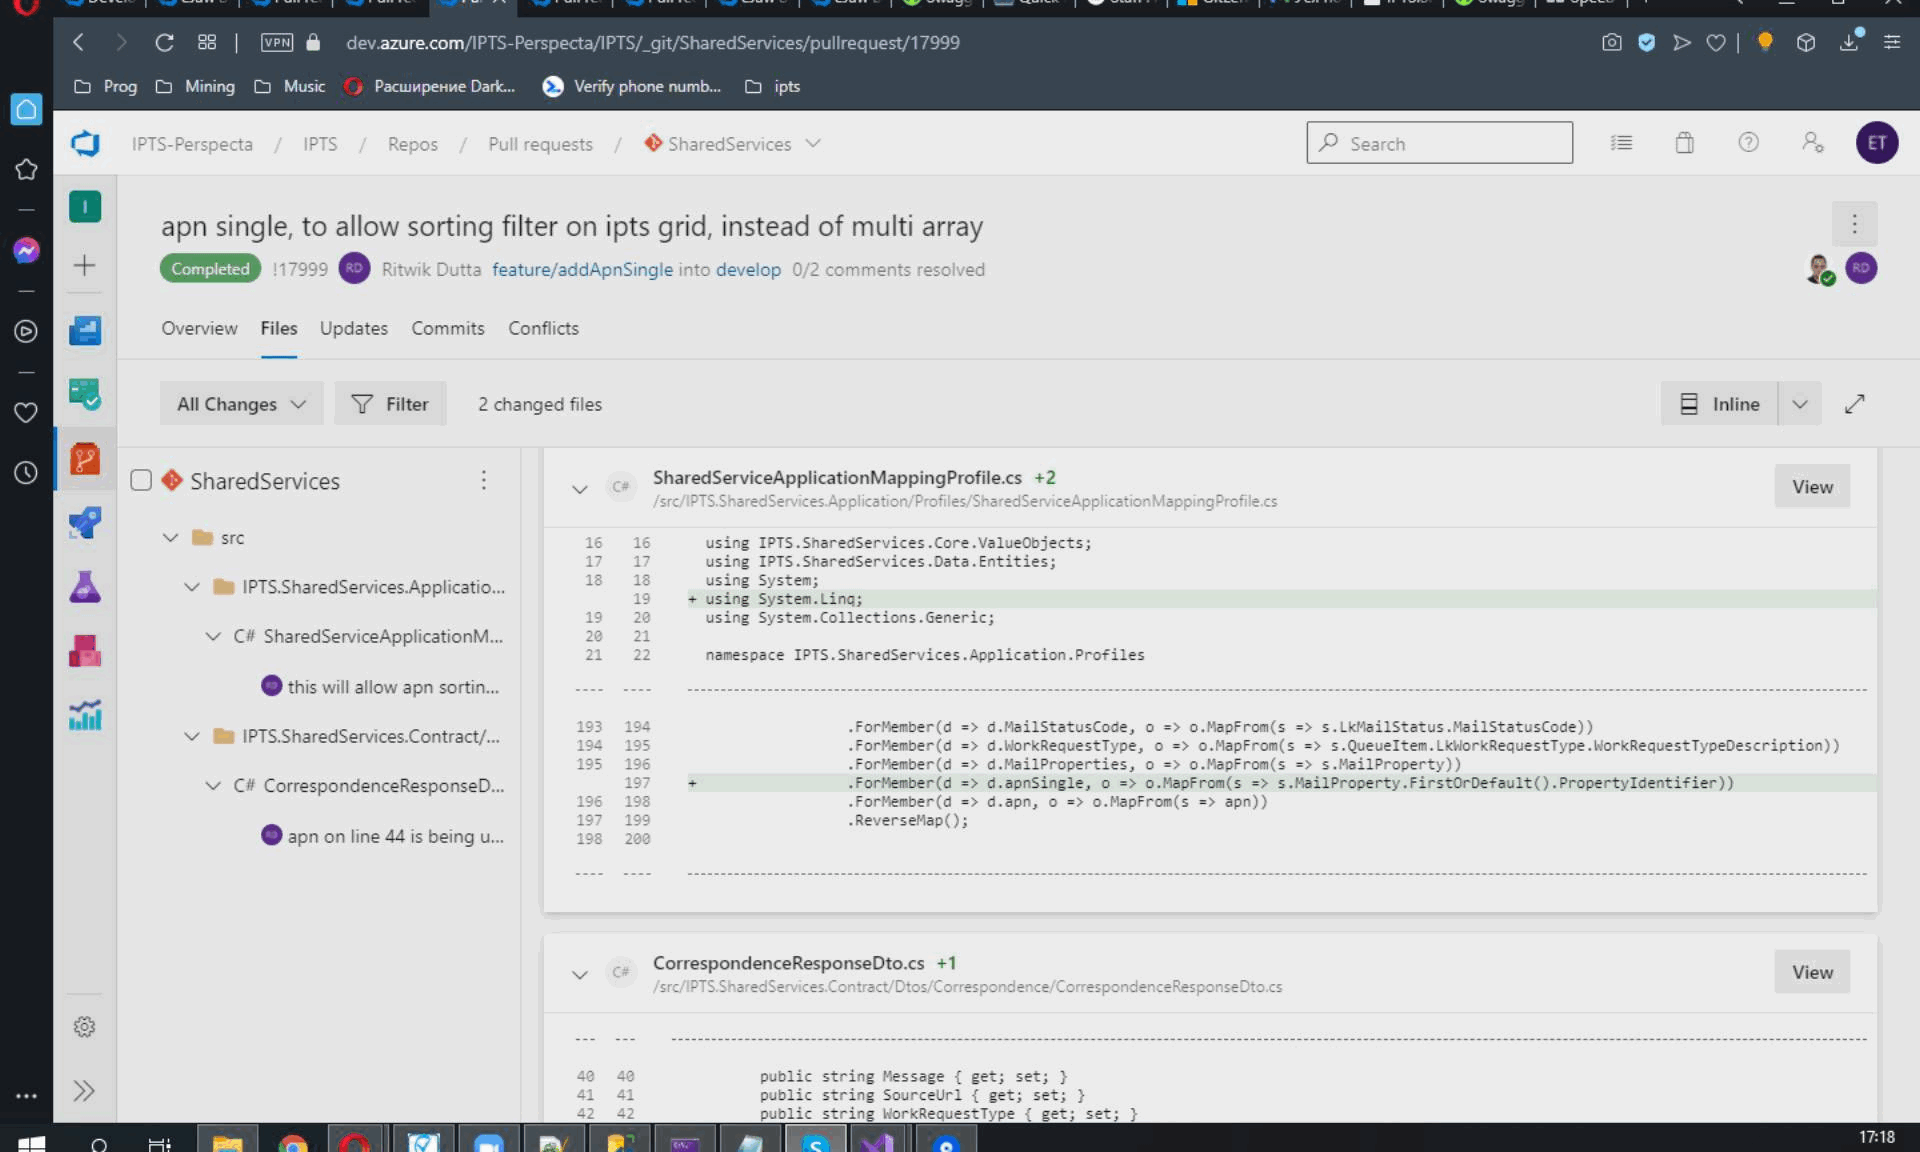 VPN dev.azure.com/IPTS-Perspecta/IPTS/_git/SharedServices/pullrequest/17999
Prog Mining Music Расширение Dark... Verify phone numb... ipts
IPTS-Perspecta / IPTS / Repos / Pull requests / SharedServices Search ET
I
apn single, to allow sorting filter on ipts grid, instead of multi array
Completed !17999 RD Ritwik Dutta feature/addApnSingle into develop 0/2 comments resolved RD
Overview Files Updates Commits Conflicts
All Changes Filter 2 changed files Inline
SharedServices
src
IPTS.SharedServices.Applicatio...
C# SharedServiceApplicationM...
this will allow apn sortin...
IPTS.SharedServices.Contract/...
C# CorrespondenceResponseD...
apn on line 44 is being u...
C# SharedServiceApplicationMappingProfile.cs +2 View
/src/IPTS.SharedServices.Application/Profiles/SharedServiceApplicationMappingProfile.cs
16 16 using IPTS.SharedServices.Core.ValueObjects;
17 17 using IPTS.SharedServices.Data.Entities;
18 18 using System;
19 + using System.Linq;
19 20 using System.Collections.Generic;
20 21
21 22 namespace IPTS.SharedServices.Application.Profiles
193 194 .ForMember(d => d.MailStatusCode, o => o.MapFrom(s => s.LkMailStatus.MailStatusCode))
194 195 .ForMember(d => d.WorkRequestType, o => o.MapFrom(s => s.QueueItem.LkWorkRequestType.WorkRequestTypeDescription))
195 196 .ForMember(d => d.MailProperties, o => o.MapFrom(s => s.MailProperty))
197 + .ForMember(d => d.apnSingle, o => o.MapFrom(s => s.MailProperty.FirstOrDefault().PropertyIdentifier))
196 198 .ForMember(d => d.apn, o => o.MapFrom(s => apn))
197 199 .ReverseMap();
198 200
C# CorrespondenceResponseDto.cs +1 View
/src/IPTS.SharedServices.Contract/Dtos/Correspondence/CorrespondenceResponseDto.cs
40 40 public string Message { get; set; }
41 41 public string SourceUrl { get; set; }
42 42 public string WorkRequestType { get; set; }
17:18